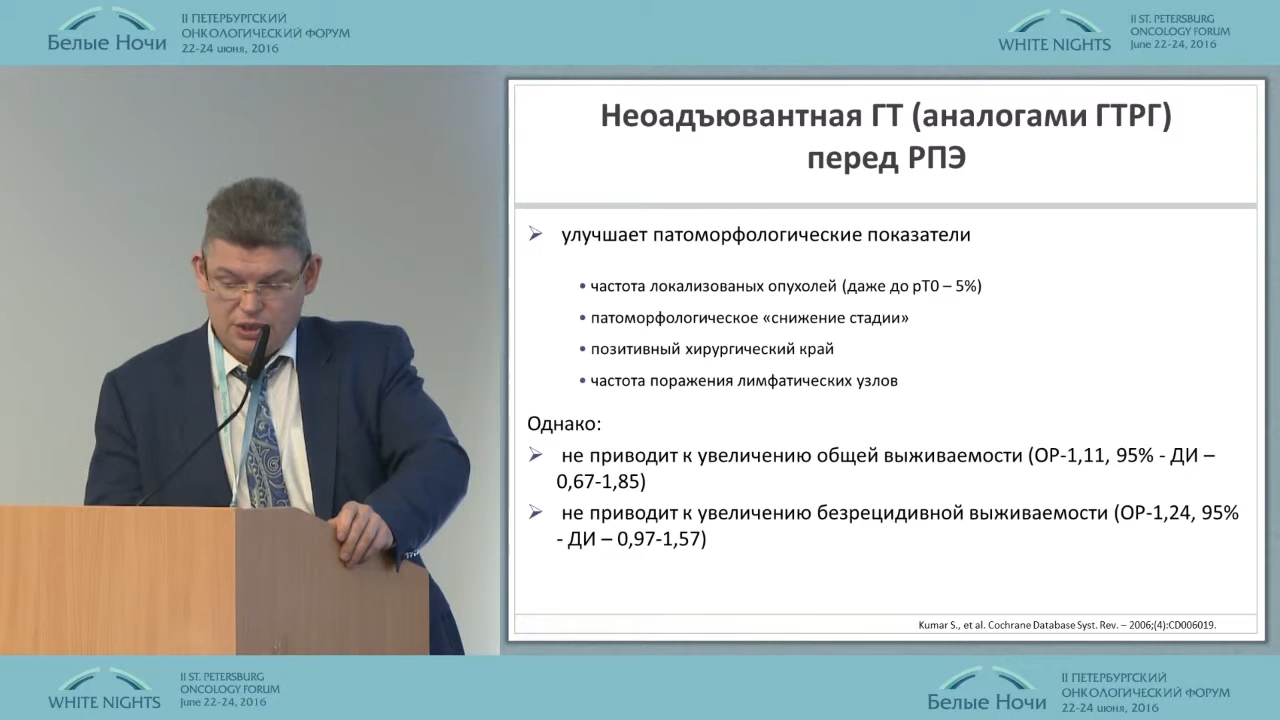 Белые Ночи
II ПЕТЕРБУРГСКИЙ
ОНКОЛОГИЧЕСКИЙ ФОРУМ
22-24 июня, 2016
WHITE NIGHTS
II ST. PETERSBURG
ONCOLOGY FORUM
June 22-24, 2016
Неоадъювантная ГТ (аналогами ГТРГ)
перед РПЭ
улучшает патоморфологические показатели
• частота локализованых опухолей (даже до pT0 – 5%)
• патоморфологическое «снижение стадии»
• позитивный хирургический край
• частота поражения лимфатических узлов
Однако:
не приводит к увеличению общей выживаемости (ОР-1,11, 95% - ДИ –
0,67-1,85)
не приводит к увеличению безрецидивной выживаемости (ОР-1,24, 95%
- ДИ – 0,97-1,57)
Kumar S., et al. Cochrane Database Syst. Rev. – 2006;(4):CD006019.
WHITE NIGHTS
II ST. PETERSBURG
ONCOLOGY FORUM
June 22-24, 2016
Белые Ночи
II ПЕТЕРБУРГСКИЙ
ОНКОЛОГИЧЕСКИЙ ФОРУМ
22-24 июня, 2016